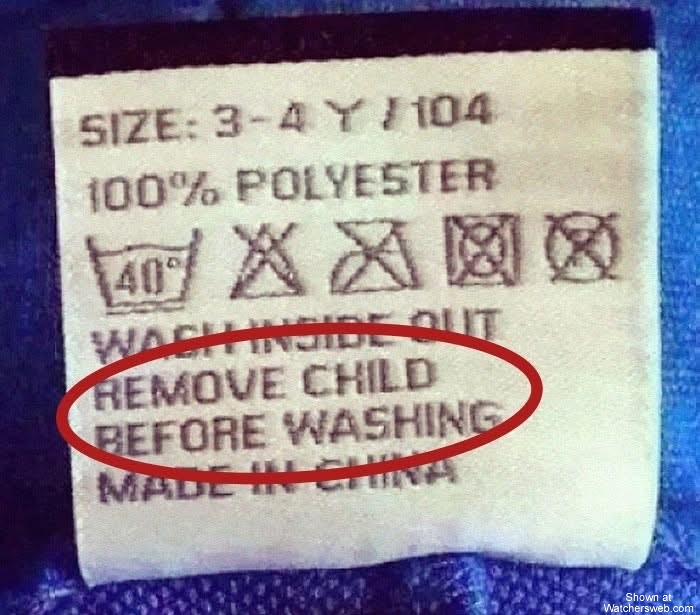 SIZE: 3-4 Y / 104
100% POLYESTER
40°
WASH INSIDE OUT
REMOVE CHILD
BEFORE WASHING
MADE IN CHINA
Shown at
Watchersweb.com